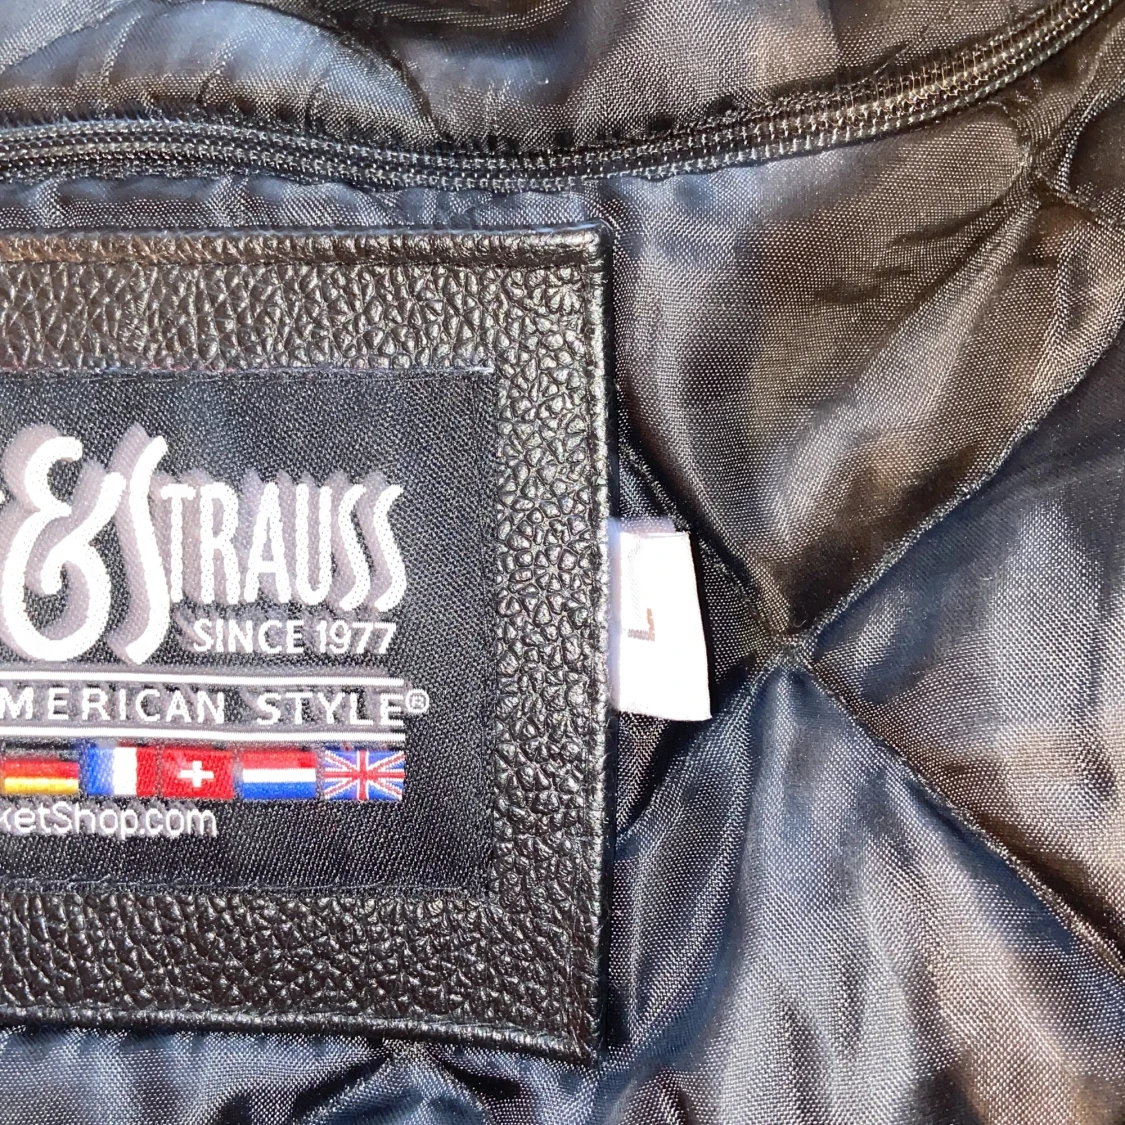 & STRAUSS
SINCE 1977
MERICAN STYLE®
ketShop.com
L